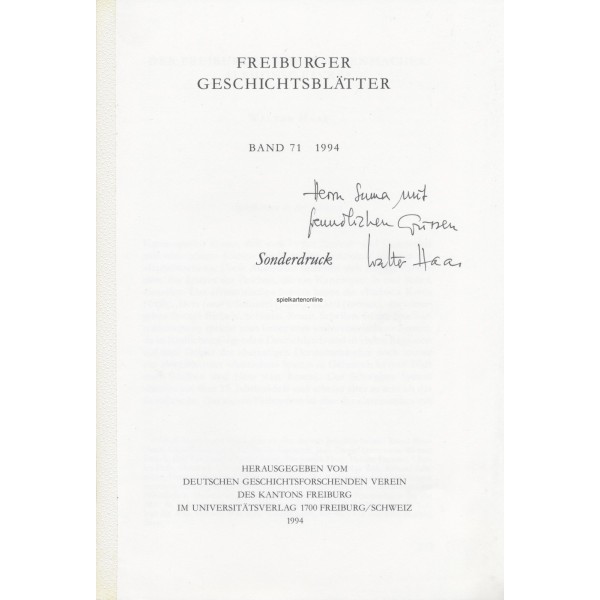 FREIBURGER
GESCHICHTSBLÄTTER
BAND 71 1994
Herrn Suma mit
freundlichen Grüssen
Sonderdruck Walter Haas
spielkartenonline
HERAUSGEGEBEN VOM
DEUTSCHEN GESCHICHTSFORSCHENDEN VEREIN
DES KANTONS FREIBURG
IM UNIVERSITÄTSVERLAG 1700 FREIBURG/SCHWEIZ
1994